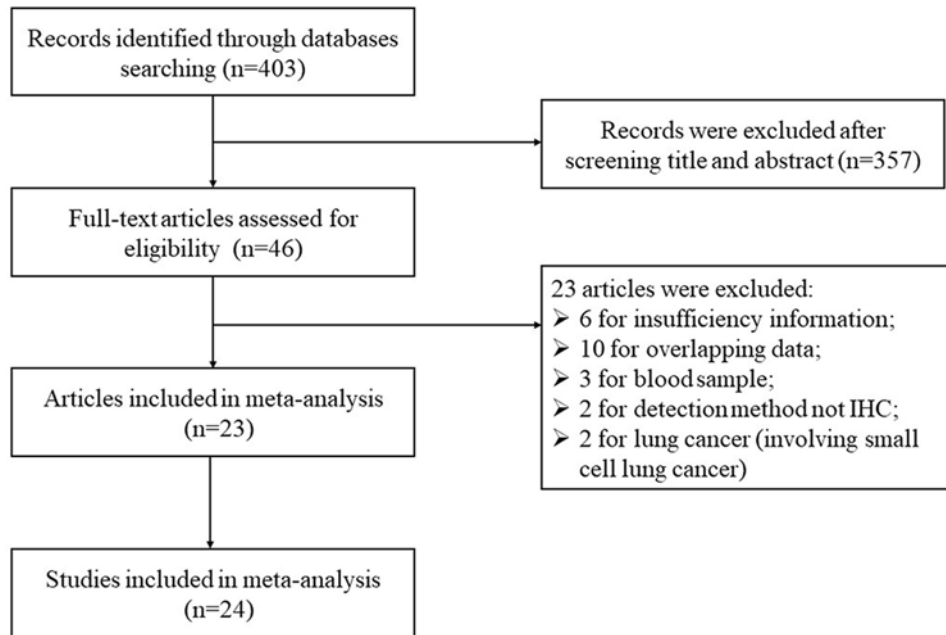 Records identified through databases
searching (n=403)
Records were excluded after
screening title and abstract (n=357)
Full-text articles assessed for
eligibility (n=46)
23 articles were excluded:
➢ 6 for insufficiency information;
➢ 10 for overlapping data;
➢ 3 for blood sample;
➢ 2 for detection method not IHC;
➢ 2 for lung cancer (involving small
cell lung cancer)
Articles included in meta-analysis
(n=23)
Studies included in meta-analysis
(n=24)